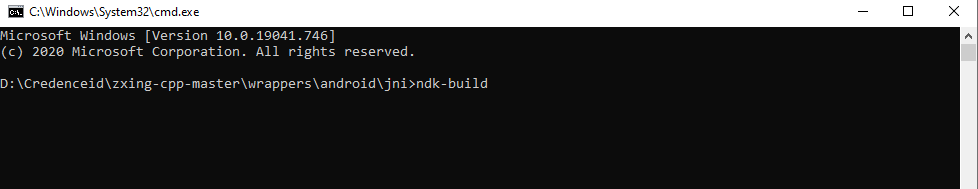 C:\Windows\System32\cmd.exe
Microsoft Windows [Version 10.0.19041.746]
(c) 2020 Microsoft Corporation. All rights reserved.
D:\Credenceid\zxing-cpp-master\wrappers\android\jni>ndk-build